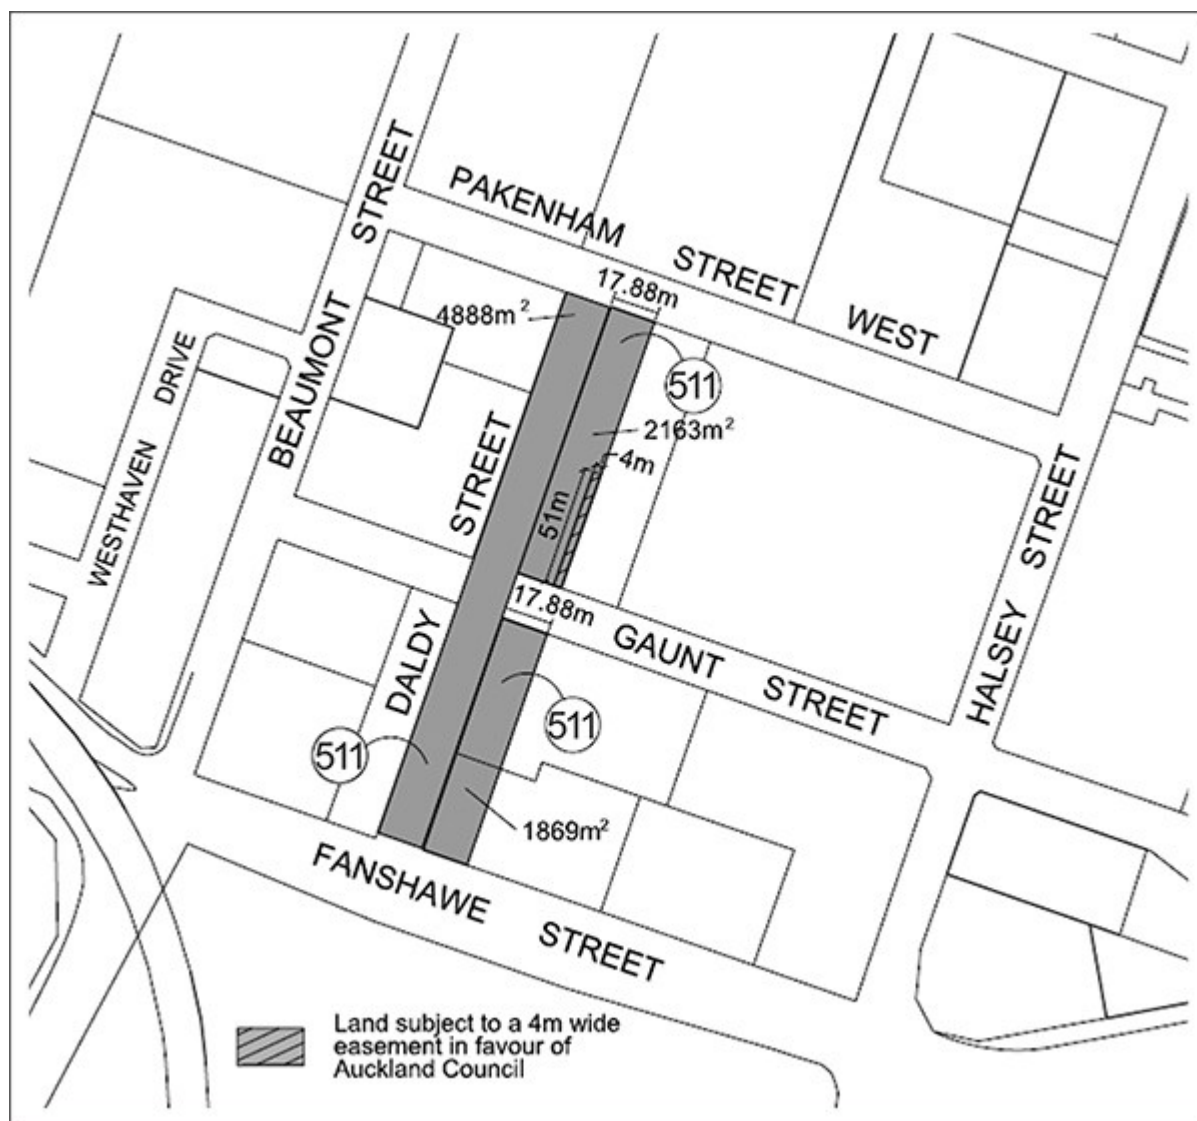 STREET
PAKENHAM
STREET
WEST
17.88m
4888m²
511
2163m²
4m
51m
BEAUMONT
WESTHAVEN DRIVE
STREET
DALDY
17.88m
GAUNT
STREET
HALSEY STREET
511
511
1869m²
FANSHAWE
STREET
Land subject to a 4m wide
easement in favour of
Auckland Council